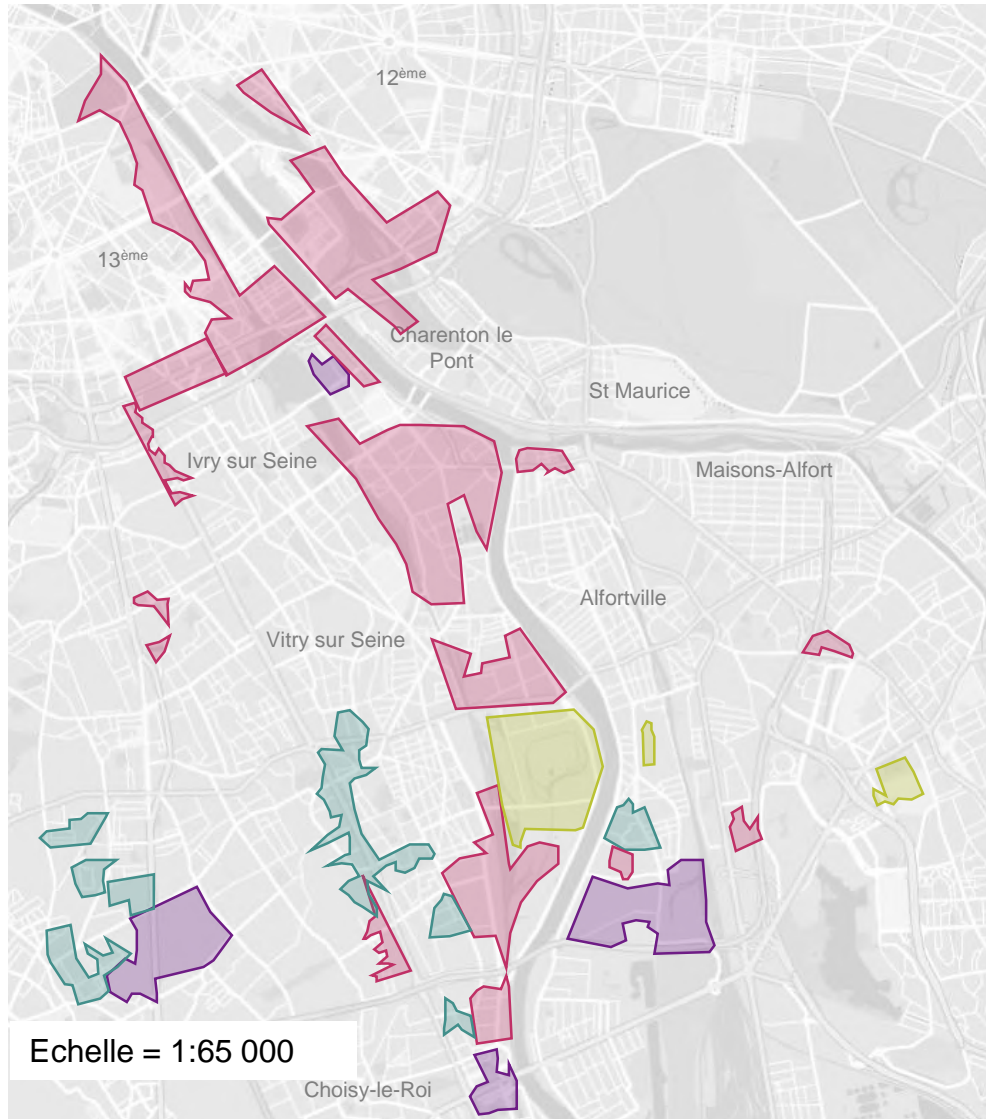 12ème
13ème
Charenton le
Pont
St Maurice
Ivry sur Seine
Maisons-Alfort
Alfortville
Vitry sur Seine
Echelle = 1:65 000
Choisy-le-Roi